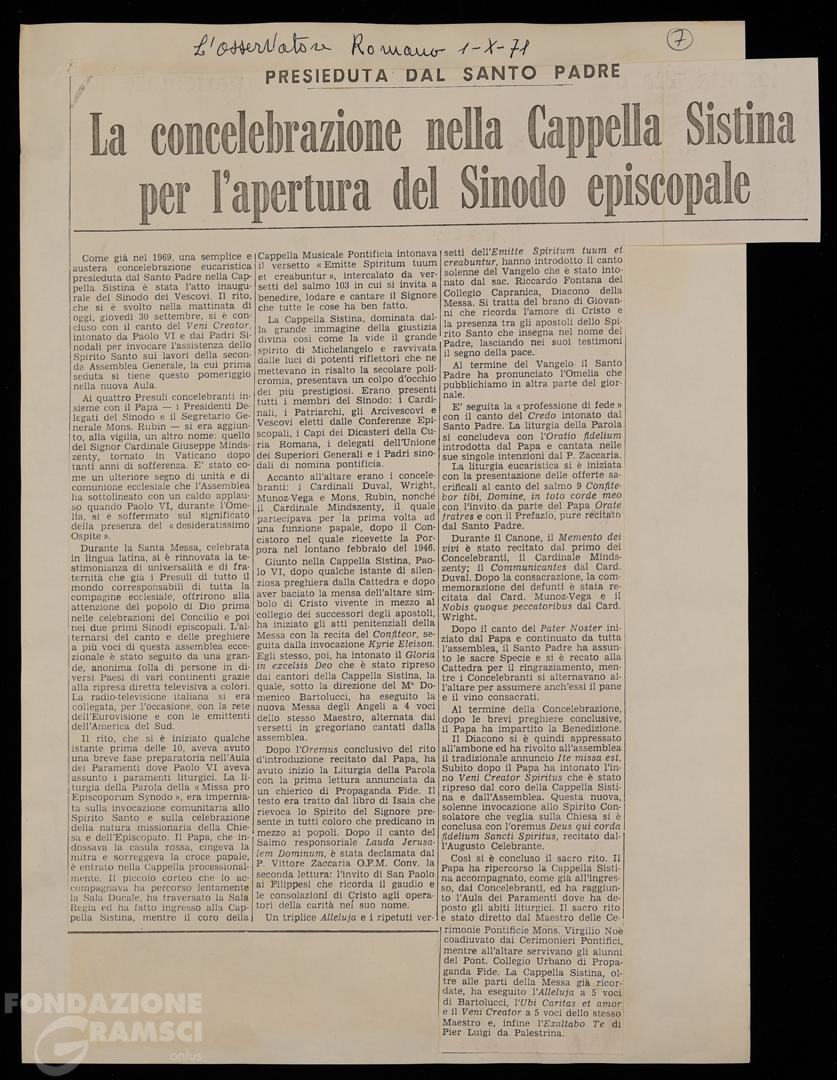 L'Osservatore Romano 1-X-71
7
PRESIEDUTA DAL SANTO PADRE
La concelebrazione nella Cappella Sistina
per l'apertura del Sinodo episcopale
Come già nel 1969, una semplice e
austera concelebrazione eucaristica
presieduta dal Santo Padre nella Cap-
pella Sistina è stata l'atto inaugu-
rale del Sinodo dei Vescovi. Il rito,
che si è svolto nella mattinata di
oggi, giovedì 30 settembre, si è con-
cluso con il canto del Veni Creator,
intonato da Paolo VI e dai Padri Si-
nodali per invocare l'assistenza dello
Spirito Santo sui lavori della secon-
da Assemblea Generale, la cui prima
seduta si tiene questo pomeriggio
nella nuova Aula.
Ai quattro Presuli concelebranti in-
sieme con il Papa — i Presidenti De-
legati del Sinodo e il Segretario Ge-
nerale Mons. Rubin — si era aggiun-
to, alla vigilia, un altro nome: quello
del Signor Cardinale Giuseppe Minds-
zenty, tornato in Vaticano dopo
tanti anni di sofferenza. E' stato co-
me un ulteriore segno di unità e di
comunione ecclesiale che l'Assemblea
ha sottolineato con un caldo applau-
so quando Paolo VI, durante l'Ome-
lia, si è soffermato sul significato
della presenza del « desideratissimo
Ospite ».
Durante la Santa Messa, celebrata
in lingua latina, si è rinnovata la te-
stimonianza di universalità e di fra-
ternità che già i Presuli di tutto il
mondo corresponsabili di tutta la
compagine ecclesiale, offrirono alla
attenzione del popolo di Dio prima
nelle celebrazioni del Concilio e poi
nei due primi Sinodi episcopali. L'al-
ternarsi del canto e delle preghiere
a più voci di questa assemblea ecce-
zionale è stato seguito da una gran-
de, anonima folla di persone in di-
versi Paesi di vari continenti grazie
alla ripresa diretta televisiva a colori.
La radio-televisione italiana si era
collegata, per l'occasione, con la rete
dell'Eurovisione e con le emittenti
dell'America del Sud.
Il rito, che si è iniziato qualche
istante prima delle 10, aveva avuto
una breve fase preparatoria nell'Aula
dei Paramenti dove Paolo VI aveva
assunto i paramenti liturgici. La li-
turgia della Parola della « Missa pro
Episcoporum Synodo », era impernia-
ta sulla invocazione comunitaria allo
Spirito Santo e sulla celebrazione
della natura missionaria della Chie-
sa e dell'Episcopato. Il Papa, che in-
dossava la casula rossa, cingeva la
mitra e sorreggeva la croce papale,
è entrato nella Cappella processional-
mente. Il piccolo corteo che lo ac-
compagnava ha percorso lentamente
la Sala Ducale, ha traversato la Sala
Regia ed ha fatto ingresso alla Cap-
pella Sistina, mentre il coro della
Cappella Musicale Pontificia intonava
il versetto « Emitte Spiritum tuum
et creabuntur », intercalato da ver-
setti del salmo 103 in cui si invita a
benedire, lodare e cantare il Signore
che tutte le cose ha ben fatto.
La Cappella Sistina, dominata dal-
la grande immagine della giustizia
divina così come la vide il grande
spirito di Michelangelo e ravvivata
dalle luci di potenti riflettori che ne
mettevano in risalto le secolare poli-
cromia, presentava un colpo d'occhio
dei più prestigiosi. Erano presenti
tutti i membri del Sinodo: i Cardi-
nali, i Patriarchi, gli Arcivescovi e
Vescovi eletti dalle Conferenze Epi-
scopali, i Capi dei Dicasteri della Cu-
ria Romana, i delegati dell'Unione
dei Superiori Generali e i Padri sino-
dali di nomina pontificia.
Accanto all'altare erano i concele-
branti: i Cardinali Duval, Wright,
Munoz-Vega e Mons. Rubin, nonché
il Cardinale Mindszenty, il quale
partecipava per la prima volta ad
una funzione papale, dopo il Con-
cistoro nel quale ricevette la Por-
pora nel lontano febbraio del 1946.
Giunto nella Cappella Sistina, Pao-
lo VI, dopo qualche istante di silen-
ziosa preghiera dalla Cattedra e dopo
aver baciato la mensa dell'altare sim-
bolo di Cristo vivente in mezzo al
collegio dei successori degli apostoli,
ha iniziato gli atti penitenziali della
Messa con la recita del Confiteor, se-
guita dalla invocazione Kyrie Eleison.
Egli stesso, poi, ha intonato il Gloria
in excelsis Deo che è stato ripreso
dai cantori della Cappella Sistina, la
quale, sotto la direzione del M° Do-
menico Bartolucci, ha eseguito la
nuova Messa degli Angeli a 4 voci
dello stesso Maestro, alternata dai
versetti in gregoriano cantati dalla
assemblea.
Dopo l'Oremus conclusivo del rito
d'introduzione recitato dal Papa, ha
avuto inizio la Liturgia della Parola
con la prima lettura annunciata da
un chierico di Propaganda Fide. Il
testo era tratto dal libro di Isaia che
rievoca lo Spirito del Signore pre-
sente in tutti coloro che predicano in
mezzo ai popoli. Dopo il canto del
Salmo responsoriale Lauda Jerusa-
lem Dominum, è stata declamata dal
P. Vittore Zaccaria O.F.M. Conv. la
seconda lettura: l'invito di San Paolo
ai Filippesi che ricorda il gaudio e
le consolazioni di Cristo agli opera-
tori della carità nel suo nome.
Un triplice Alleluja e i ripetuti ver-
setti dell'Emitte Spiritum tuum et
creabuntur, hanno introdotto il canto
solenne del Vangelo che è stato into-
nato dal sac. Riccardo Fontana del
Collegio Capranica, Diacono della
Messa. Si tratta del brano di Giovan-
ni che ricorda l'amore di Cristo e
la presenza tra gli apostoli dello Spi-
rito Santo che insegna nel nome del
Padre, lasciando nei suoi testimoni
il segno della pace.
Al termine del Vangelo il Santo
Padre ha pronunciato l'Omelia che
pubblichiamo in altra parte del gior-
nale.
E' seguita la « professione di fede »
con il canto del Credo intonato dal
Santo Padre. La liturgia della Parola
si concludeva con l'Oratio fidelium
introdotta dal Papa e cantata nelle
sue singole intenzioni dal P. Zaccaria.
La liturgia eucaristica si è iniziata
con la presentazione delle offerte sa-
crificali al canto del salmo 9 Confite-
bor tibi, Domine, in toto corde meo
con l'invito da parte del Papa Orate
fratres e con il Prefazio, pure recitato
dal Santo Padre.
Durante il Canone, il Memento dei
vivi è stato recitato dal primo dei
Concelebranti, il Cardinale Minds-
zenty; il Communicantes dal Card.
Duval. Dopo la consacrazione, la com-
memorazione dei defunti è stata re-
citata dal Card. Munoz-Vega e il
Nobis quoque peccatoribus dal Card.
Wright.
Dopo il canto del Pater Noster ini-
ziato dal Papa e continuato da tutta
l'assemblea, il Santo Padre ha assun-
to le sacre Specie e si è recato alla
Cattedra per il ringraziamento, men-
tre i Concelebranti si alternavano al-
l'altare per assumere anch'essi il pane
e il vino consacrati.
Al termine della Concelebrazione,
dopo le brevi preghiere conclusive,
il Papa ha impartito la Benedizione.
Il Diacono si è quindi appressato
all'ambone ed ha rivolto all'assemblea
il tradizionale annuncio Ite missa est.
Subito dopo il Papa ha intonato l'in-
no Veni Creator Spiritus che è stato
ripreso dal coro della Cappella Sisti-
na e dall'Assemblea. Questa nuova,
solenne invocazione allo Spirito Con-
solatore che veglia sulla Chiesa si è
conclusa con l'oremus Deus qui corda
fidelium Sancti Spiritus, recitato dal-
l'Augusto Celebrante.
Così si è concluso il sacro rito. Il
Papa ha ripercorso la Cappella Sisti-
na accompagnato, come già all'ingres-
so, dai Concelebranti, ed ha raggiun-
to l'Aula dei Paramenti dove ha de-
posto gli abiti liturgici. Il sacro rito
è stato diretto dal Maestro delle Ce-
rimonie Pontificie Mons. Virgilio Noè
coadiuvato dai Cerimonieri Pontifici,
mentre all'altare servivano gli alunni
del Pont. Collegio Urbano di Propa-
ganda Fide. La Cappella Sistina, ol-
tre alle parti della Messa già ricor-
date, ha eseguito l'Alleluja a 5 voci
di Bartolucci, l'Ubi Caritas et amor
e il Veni Creator a 5 voci dello stesso
Maestro e, infine l'Exaltabo Te di
Pier Luigi da Palestrina.
FONDAZIONE
GRAMSCI
onlus